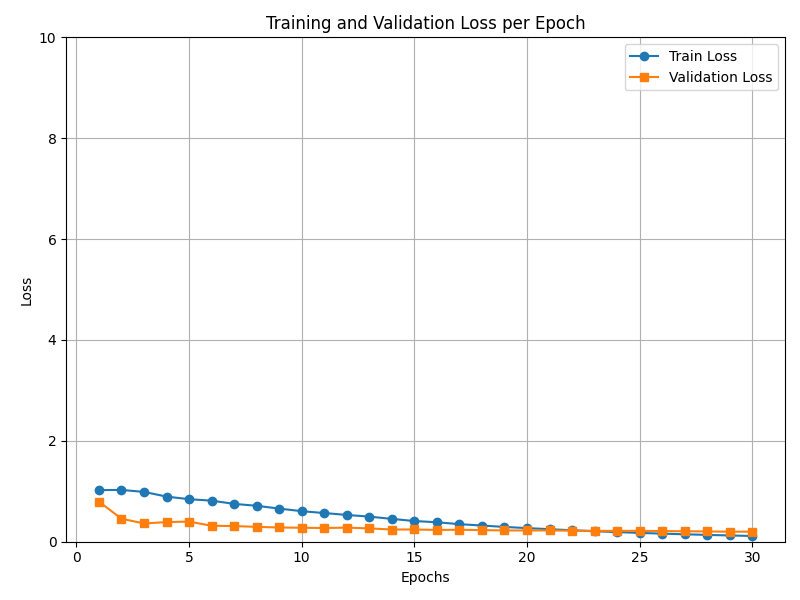 Training and Validation Loss per Epoch
Train Loss
Validation Loss
Loss
10
8
6
4
2
0
0 5 10 15 20 25 30
Epochs